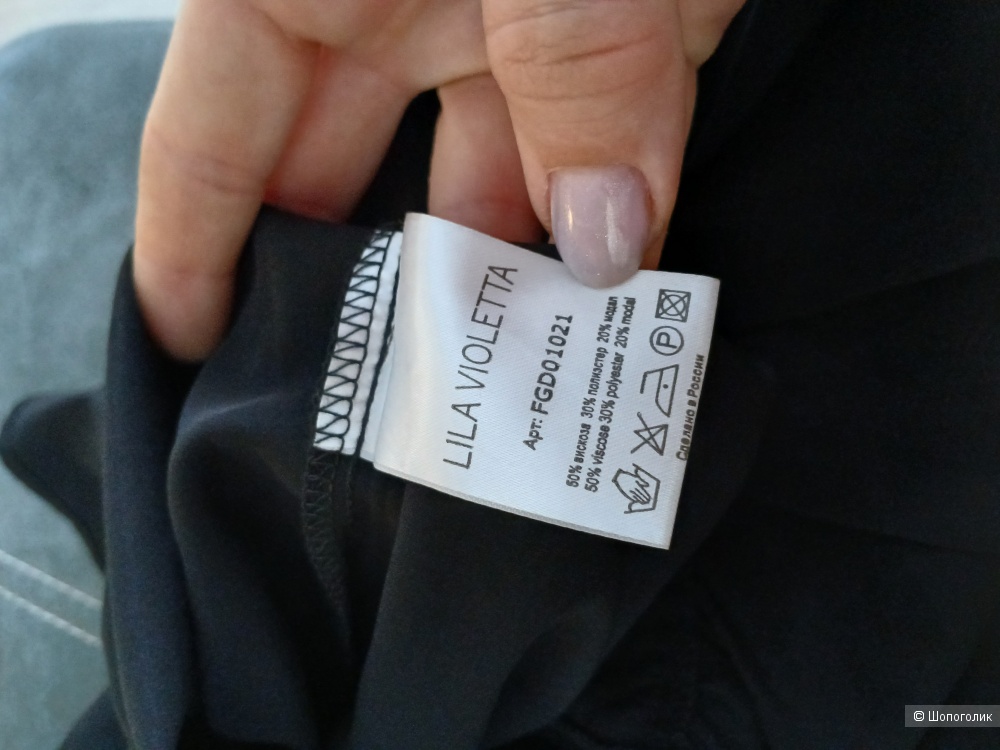 LILA VIOLETTA
Арт: FGD01021
50% вискоза 30% полиэстер 20% модал
50% viscose 30% polyester 20% modal
P
Сделано в России
© Шопоголик